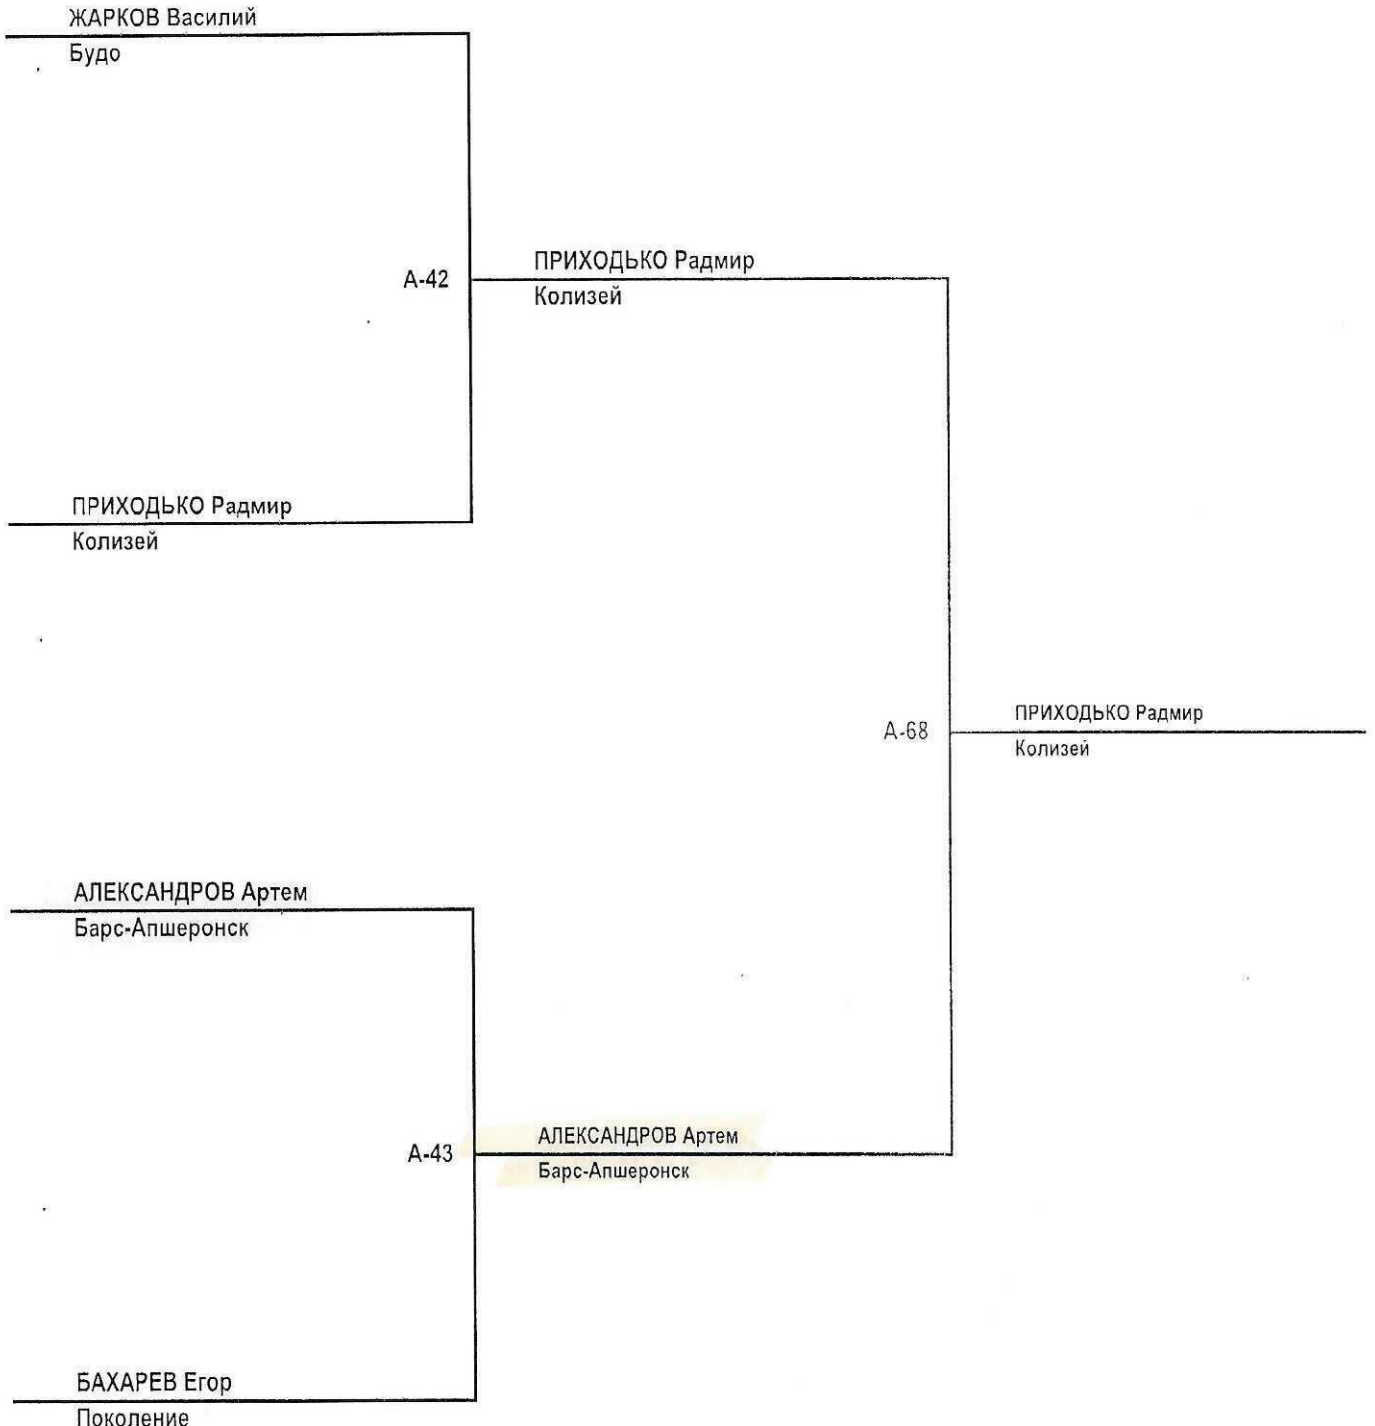 ЖАРКОВ Василий
Будо
А-42
ПРИХОДЬКО Радмир
Колизей
ПРИХОДЬКО Радмир
Колизей
А-68
ПРИХОДЬКО Радмир
Колизей
АЛЕКСАНДРОВ Артем
Барс-Апшеронск
А-43
АЛЕКСАНДРОВ Артем
Барс-Апшеронск
БАХАРЕВ Егор
Поколение